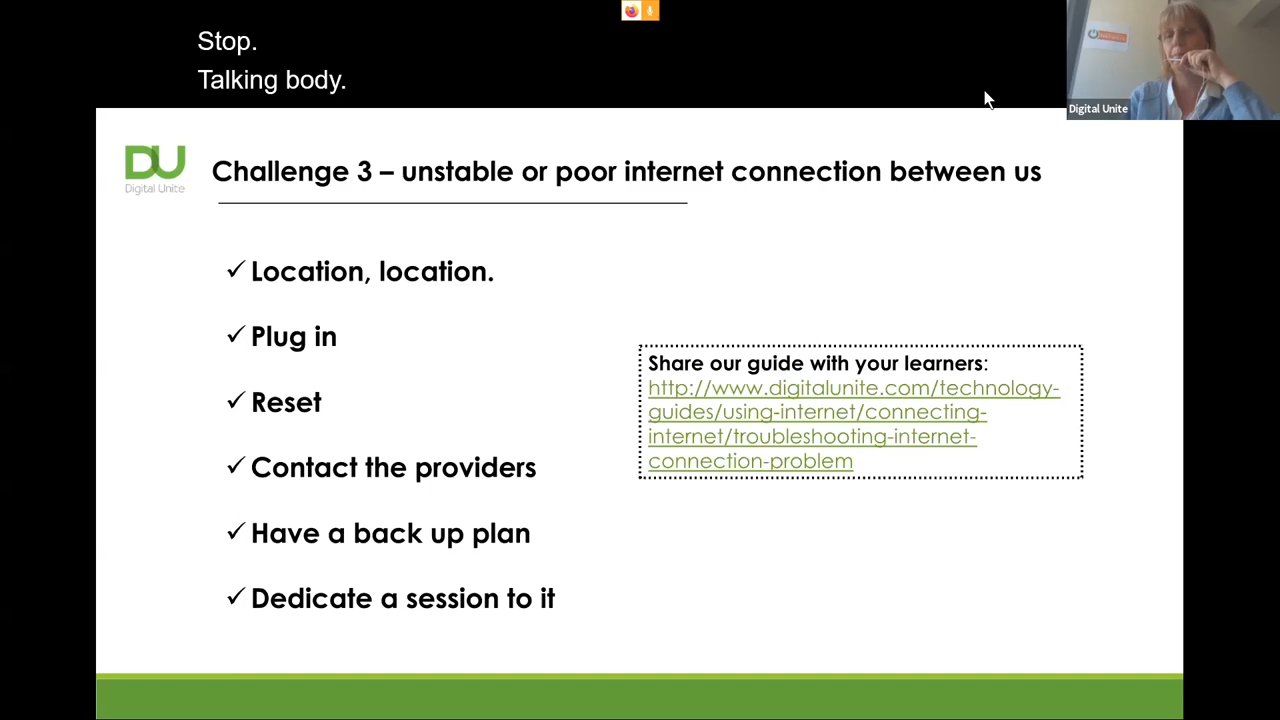 Stop.
Talking body.
Digital Unite
DU
Digital Unite
Challenge 3 – unstable or poor internet connection between us
✓ Location, location.
✓ Plug in
✓ Reset
✓ Contact the providers
✓ Have a back up plan
✓ Dedicate a session to it
Share our guide with your learners:
http://www.digitalunite.com/technology-
guides/using-internet/connecting-
internet/troubleshooting-internet-
connection-problem